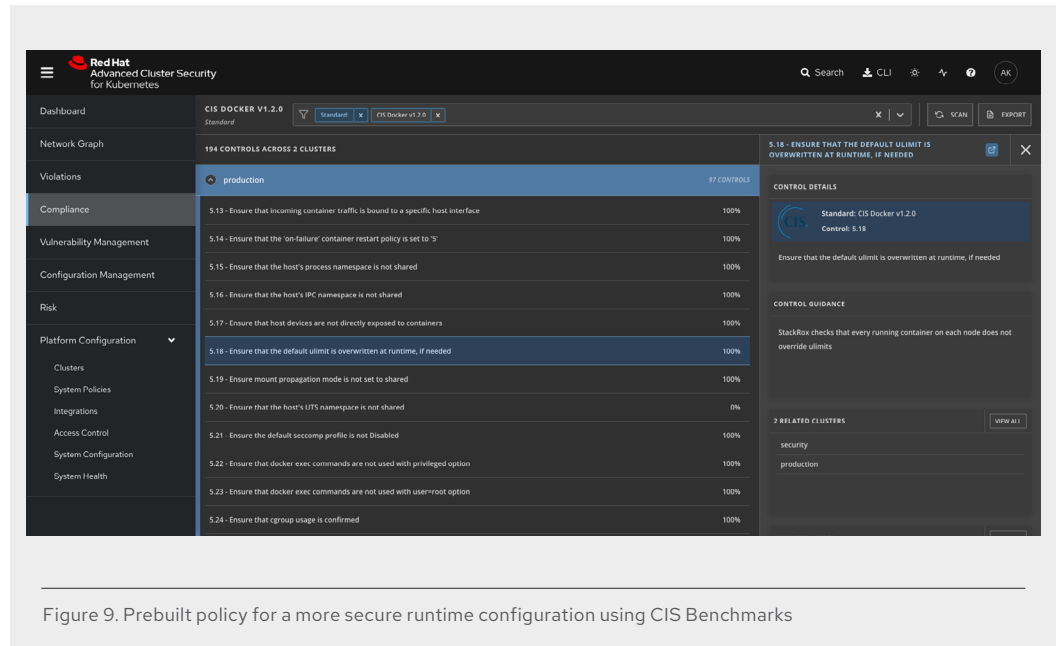 Red Hat
Advanced Cluster Security
for Kubernetes
Search
CLI
AK
Dashboard
Network Graph
Violations
Compliance
Vulnerability Management
Configuration Management
Risk
Platform Configuration
Clusters
System Policies
Integrations
Access Control
System Configuration
System Health
CIS DOCKER V1.2.0
Standard
Standard: x CIS Docker v1.2.0 x
X
SCAN
EXPORT
194 CONTROLS ACROSS 2 CLUSTERS
production 97 CONTROLS
5.13 - Ensure that incoming container traffic is bound to a specific host interface 100%
5.14 - Ensure that the 'on-failure' container restart policy is set to '5' 100%
5.15 - Ensure that the host's process namespace is not shared 100%
5.16 - Ensure that the host's IPC namespace is not shared 100%
5.17 - Ensure that host devices are not directly exposed to containers 100%
5.18 - Ensure that the default ulimit is overwritten at runtime, if needed 100%
5.19 - Ensure mount propagation mode is not set to shared 100%
5.20 - Ensure that the host's UTS namespace is not shared 0%
5.21 - Ensure the default seccomp profile is not Disabled 100%
5.22 - Ensure that docker exec commands are not used with privileged option 100%
5.23 - Ensure that docker exec commands are not used with user=root option 100%
5.24 - Ensure that cgroup usage is confirmed 100%
5.18 - ENSURE THAT THE DEFAULT ULIMIT IS
OVERWRITTEN AT RUNTIME, IF NEEDED
CONTROL DETAILS
CIS.
Standard: CIS Docker v1.2.0
Control: 5.18
Ensure that the default ulimit is overwritten at runtime, if needed
CONTROL GUIDANCE
StackRox checks that every running container on each node does not
override ulimits
2 RELATED CLUSTERS
VIEW ALL
security
production
Figure 9. Prebuilt policy for a more secure runtime configuration using CIS Benchmarks